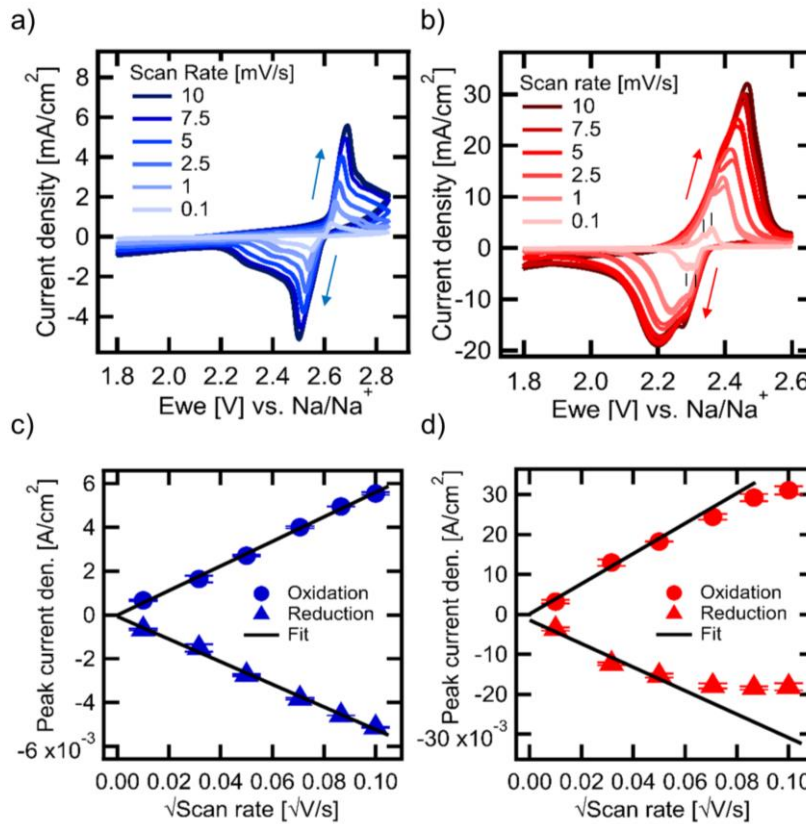 a)
Scan Rate [mV/s]
10
7.5
5
2.5
1
0.1
8
6
4
2
0
-2
-4
Current density [mA/cm²]
1.8 2.0 2.2 2.4 2.6 2.8
Ewe [V] vs. Na/Na⁺
b)
Scan rate [mV/s]
10
7.5
5
2.5
1
0.1
30
20
10
0
-10
-20
Current density [mA/cm²]
1.8 2.0 2.2 2.4 2.6
Ewe [V] vs. Na/Na⁺
c)
6
4
2
0
-2
-4
-6 x10⁻³
Peak current den. [A/cm²]
Oxidation
Reduction
Fit
0.00 0.02 0.04 0.06 0.08 0.10
√Scan rate [√V/s]
d)
30
20
10
0
-10
-20
-30 x10⁻³
Peak current den. [A/cm²]
Oxidation
Reduction
Fit
0.00 0.02 0.04 0.06 0.08 0.10
√Scan rate [√V/s]